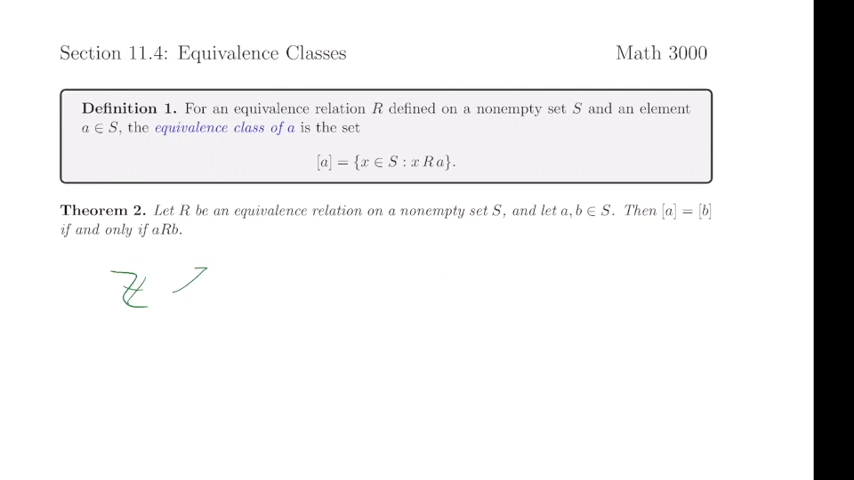 Section 11.4: Equivalence Classes Math 3000
Definition 1. For an equivalence relation R defined on a nonempty set S and an element
a ∈ S, the equivalence class of a is the set
[a] = {x ∈ S : x R a}.
Theorem 2. Let R be an equivalence relation on a nonempty set S, and let a, b ∈ S. Then [a] = [b]
if and only if aRb.
ℤ